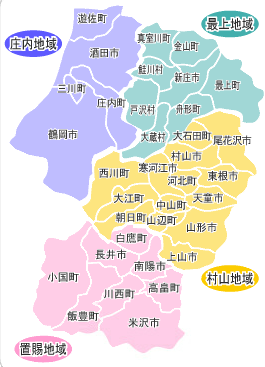 遊佐町
最上地域
真室川町
金山町
庄内地域
酒田市
鮭川村
新庄市
三川町
最上町
庄内町
戸沢村
舟形町
鶴岡市
大蔵村
大石田町
尾花沢市
村山市
西川町
寒河江市
東根市
河北町
大江町
天童市
中山町
朝日町
山辺町
山形市
白鷹町
上山市
長井市
南陽市
小国町
村山地域
高畠町
川西町
飯豊町
米沢市
置賜地域